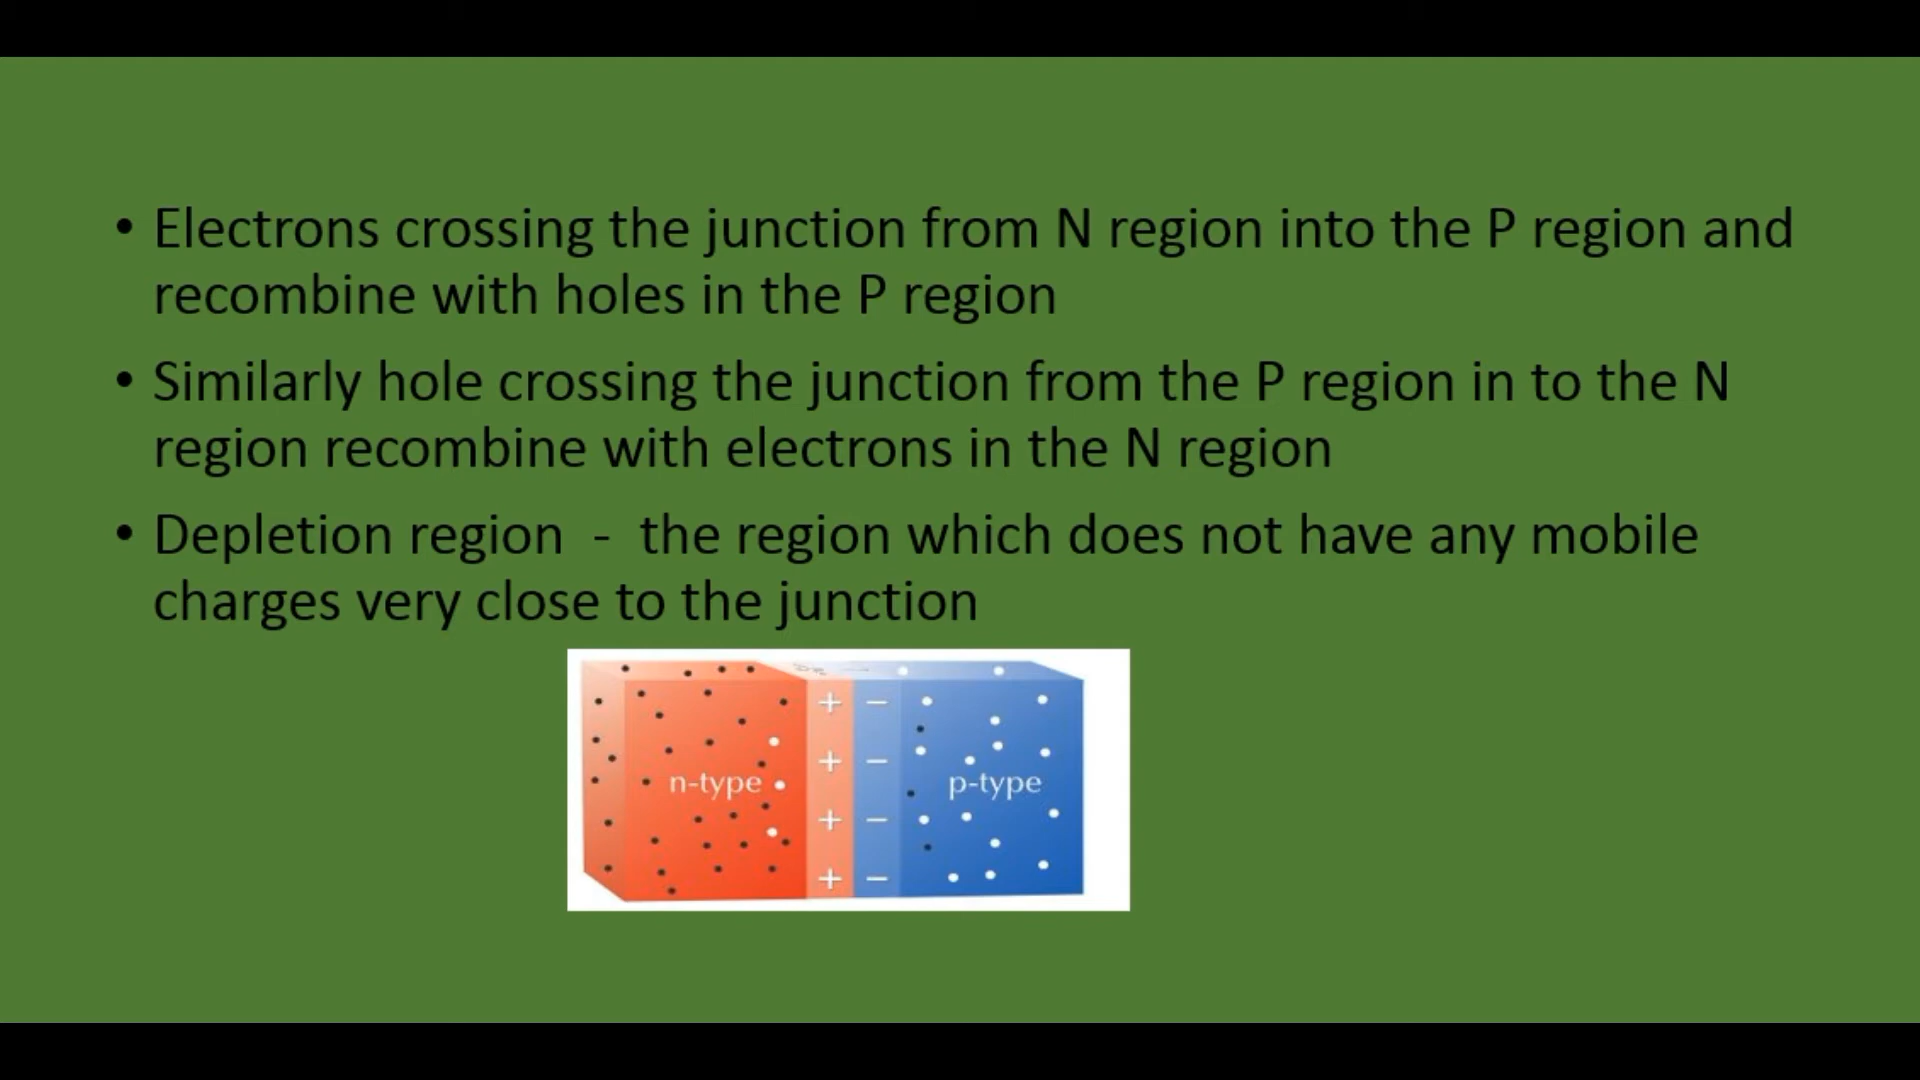 • Electrons crossing the junction from N region into the P region and
recombine with holes in the P region
• Similarly hole crossing the junction from the P region in to the N
region recombine with electrons in the N region
• Depletion region  -  the region which does not have any mobile
charges very close to the junction
+ −
+ −
n-type p-type
+ −
+ −